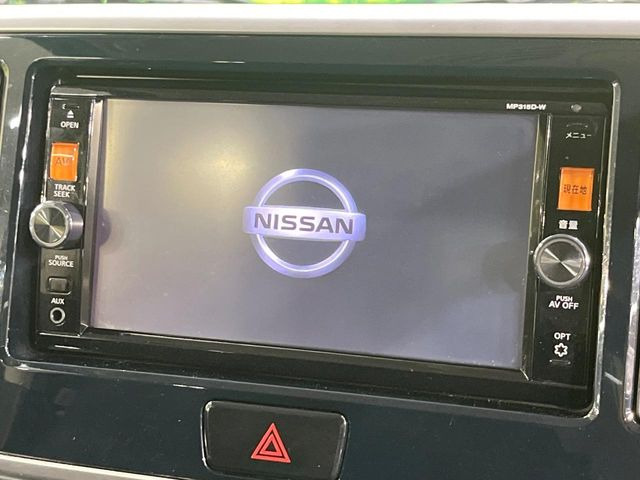 MP315D-W
OPEN
メニュー
AV
現在地
TRACK
SEEK
音量
NISSAN
PUSH
SOURCE
PUSH
AV OFF
AUX
OPT